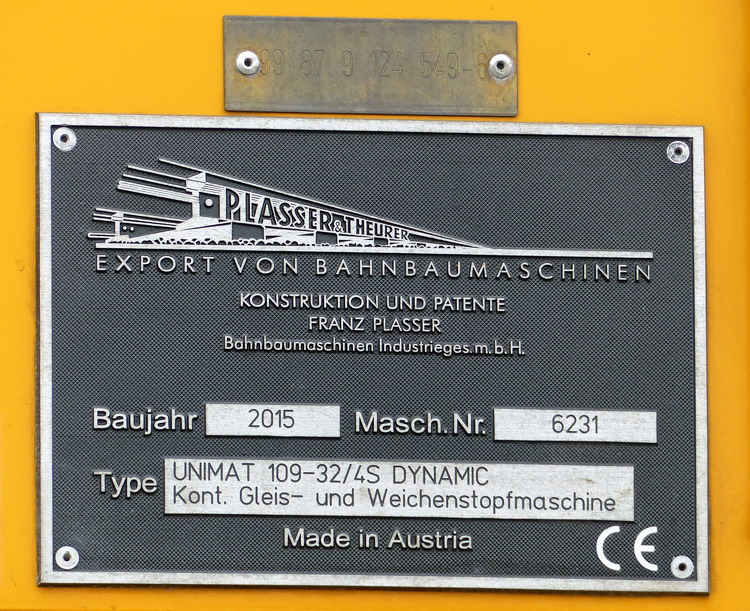 99 87 9 124 549-6
PLASSER & THEURER
EXPORT VON BAHNBAUMASCHINEN
KONSTRUKTION UND PATENTE
FRANZ PLASSER
Bahnbaumaschinen Industrieges.m.b.H.
Baujahr 2015 Masch.Nr. 6231
Type UNIMAT 109-32/4S DYNAMIC
Kont. Gleis- und Weichenstopfmaschine
Made in Austria
CE